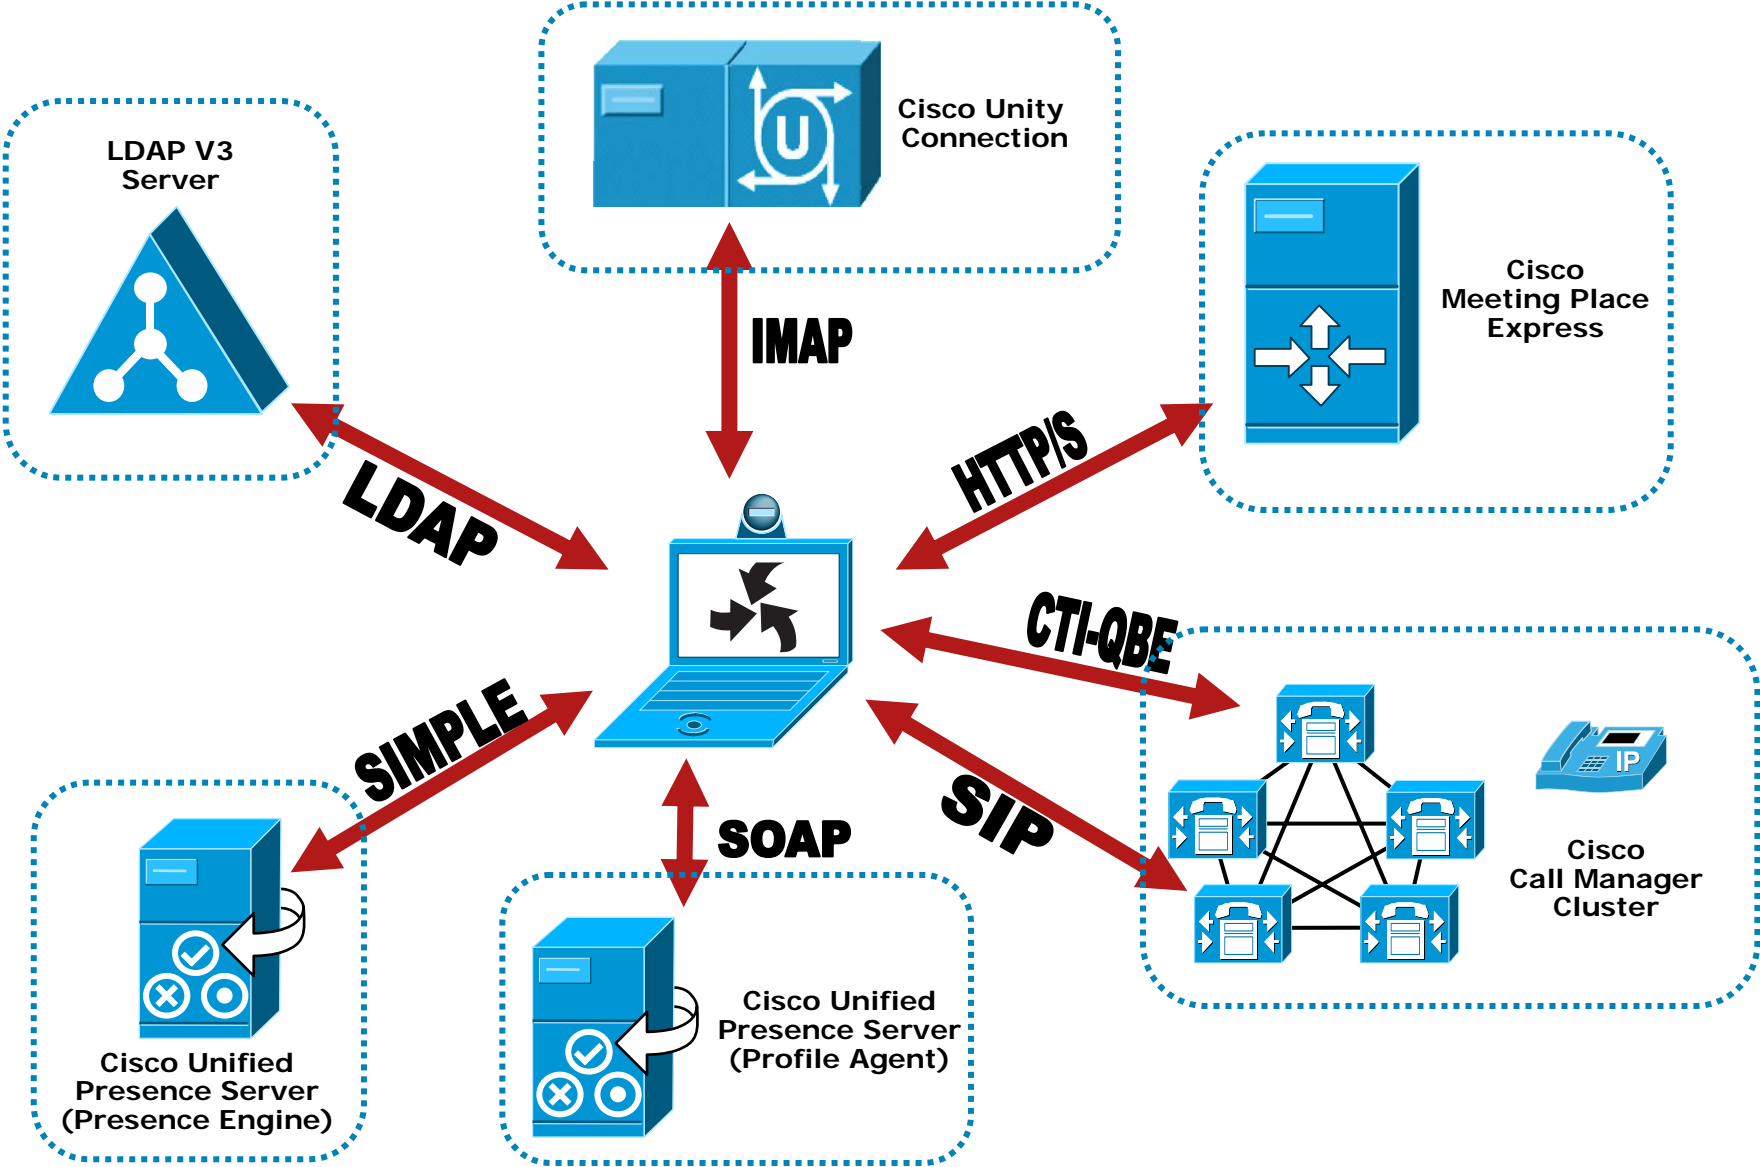 LDAP V3
Server
U
Cisco Unity
Connection
Cisco
Meeting Place
Express
IMAP
HTTP/S
LDAP
CTI-QBE
SIMPLE
SOAP
SIP
IP
Cisco
Call Manager
Cluster
Cisco Unified
Presence Server
(Presence Engine)
Cisco Unified
Presence Server
(Profile Agent)